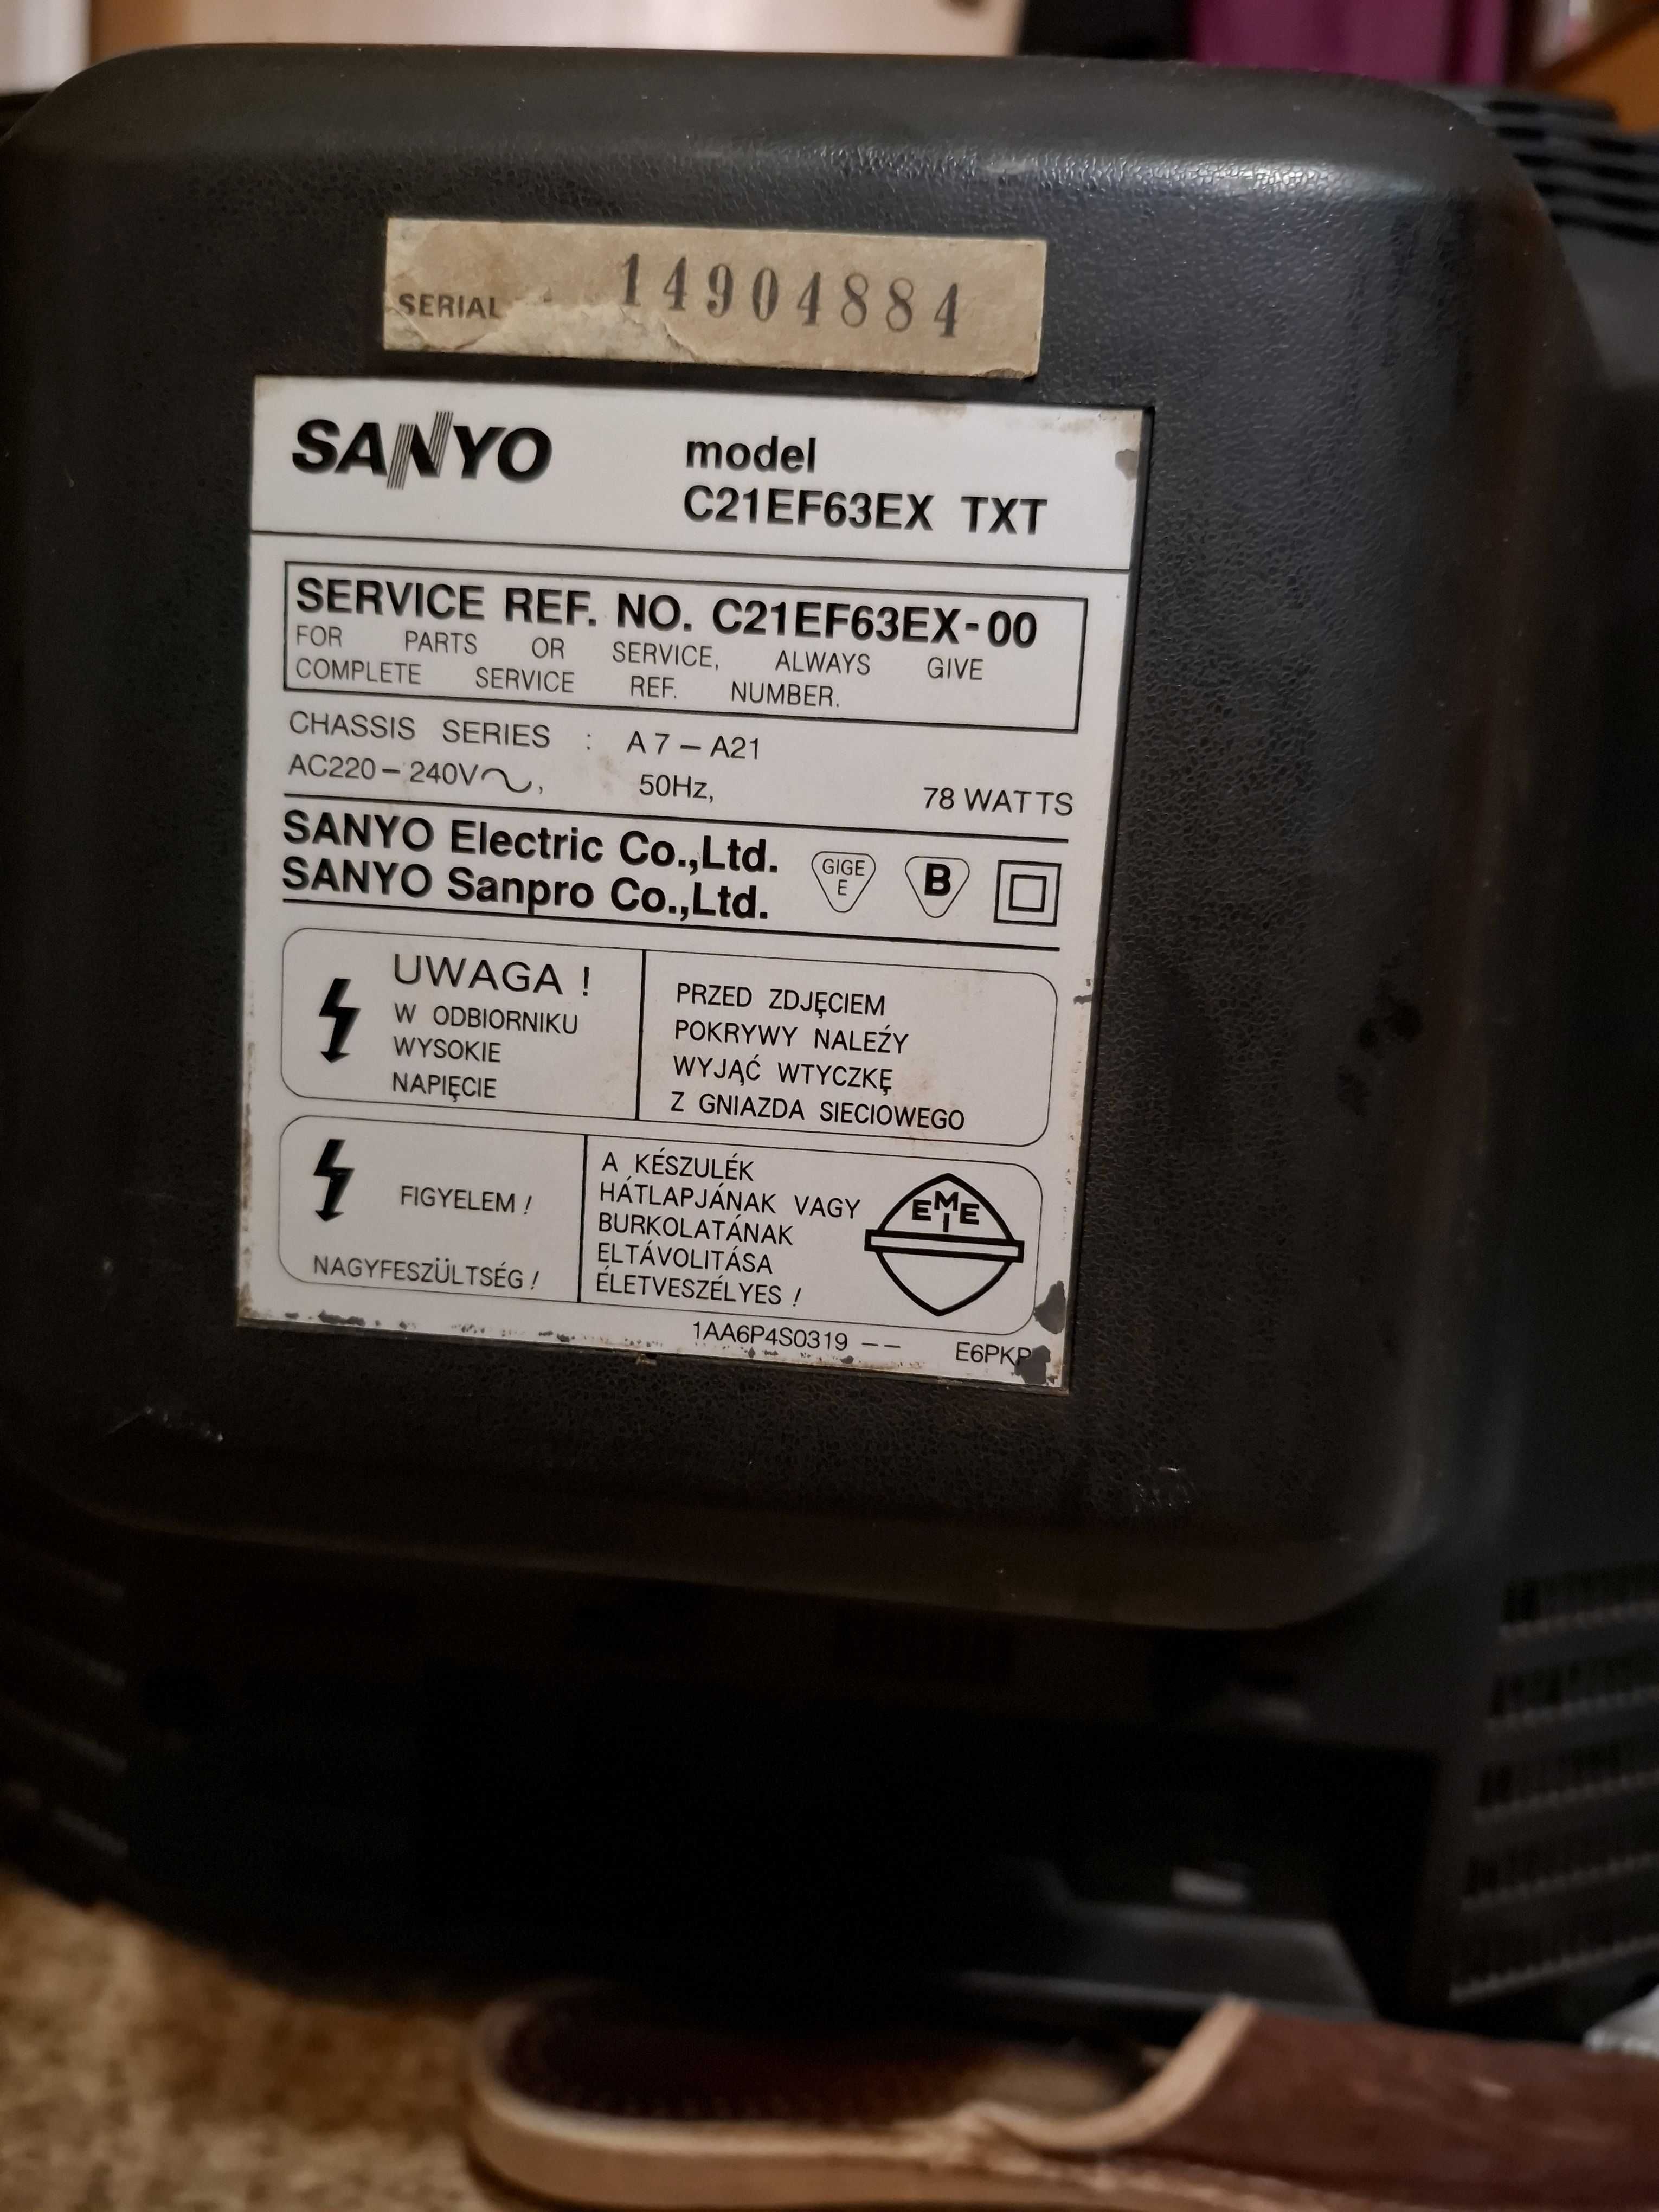 SERIAL 14904884
SANYO
model
C21EF63EX TXT
SERVICE REF. NO. C21EF63EX-00
FOR PARTS OR SERVICE, ALWAYS GIVE
COMPLETE SERVICE REF. NUMBER.
CHASSIS SERIES : A7–A21
AC220–240V~, 50Hz, 78 WATTS
SANYO Electric Co.,Ltd.
SANYO Sanpro Co.,Ltd.
GIGE
E
B
UWAGA !
W ODBIORNIKU
WYSOKIE
NAPIĘCIE
PRZED ZDJĘCIEM
POKRYWY NALEŹY
WYJĄĆ WTYCZKĘ
Z GNIAZDA SIECIOWEGO
FIGYELEM !
NAGYFESZÜLTSÉG !
A KÉSZULÉK
HÁTLAPJÁNAK VAGY
BURKOLATÁNAK
ELTÁVOLITÁSA
ÉLETVESZÉLYES !
EMEI
1AA6P4S0319 ––